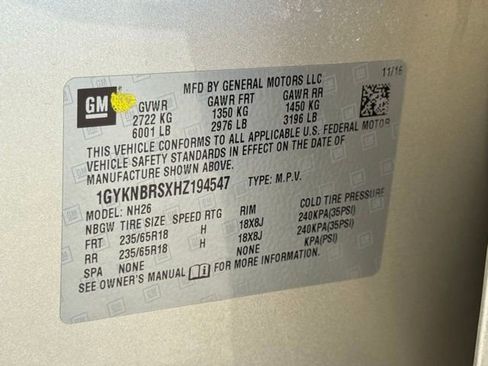 MFD BY GENERAL MOTORS LLC 11/16
GM
GVWR GAWR FRT GAWR RR
2722 KG 1350 KG 1450 KG
6001 LB 2976 LB 3196 LB
THIS VEHICLE CONFORMS TO ALL APPLICABLE U.S. FEDERAL MOTOR
VEHICLE SAFETY STANDARDS IN EFFECT ON THE DATE OF
MANUFACTURE SHOWN ABOVE.
1GYKNBRSXHZ194547 TYPE: M.P.V.
MODEL: NH26
NBGW TIRE SIZE SPEED RTG RIM COLD TIRE PRESSURE
FRT 235/65R18 H 18X8J 240KPA(35PSI)
RR 235/65R18 H 18X8J 240KPA(35PSI)
SPA NONE NONE KPA(PSI)
SEE OWNER'S MANUAL FOR MORE INFORMATION.